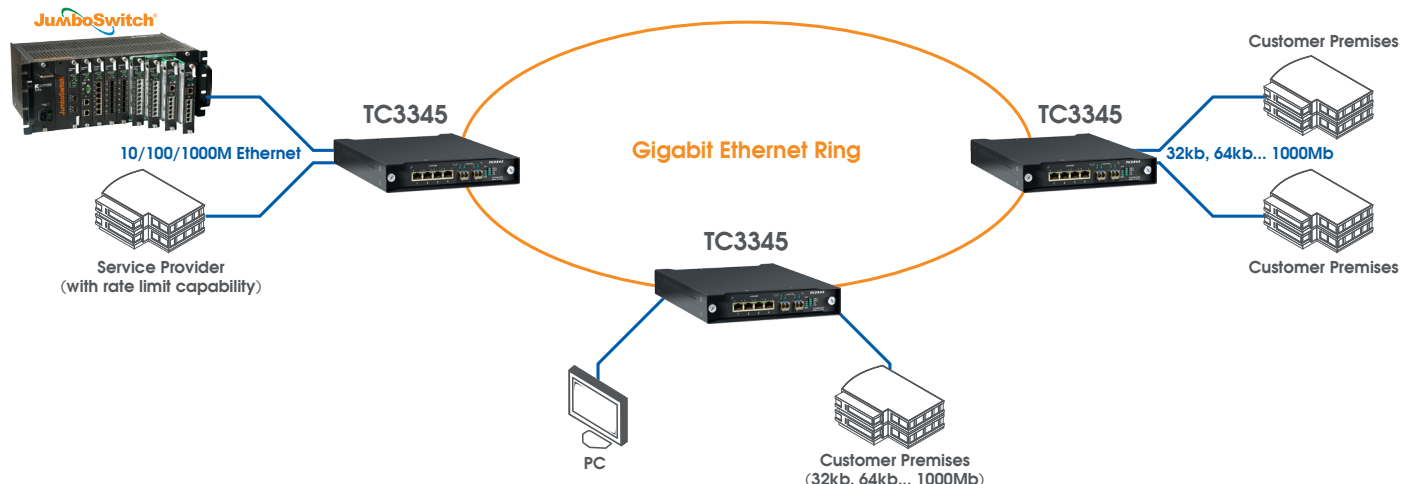 JumboSwitch®
JumboSwitch
TC3345
10/100/1000M Ethernet
Service Provider
(with rate limit capability)
Gigabit Ethernet Ring
TC3345
PC
Customer Premises
(32kb, 64kb... 1000Mb)
TC3345
Customer Premises
32kb, 64kb... 1000Mb
Customer Premises